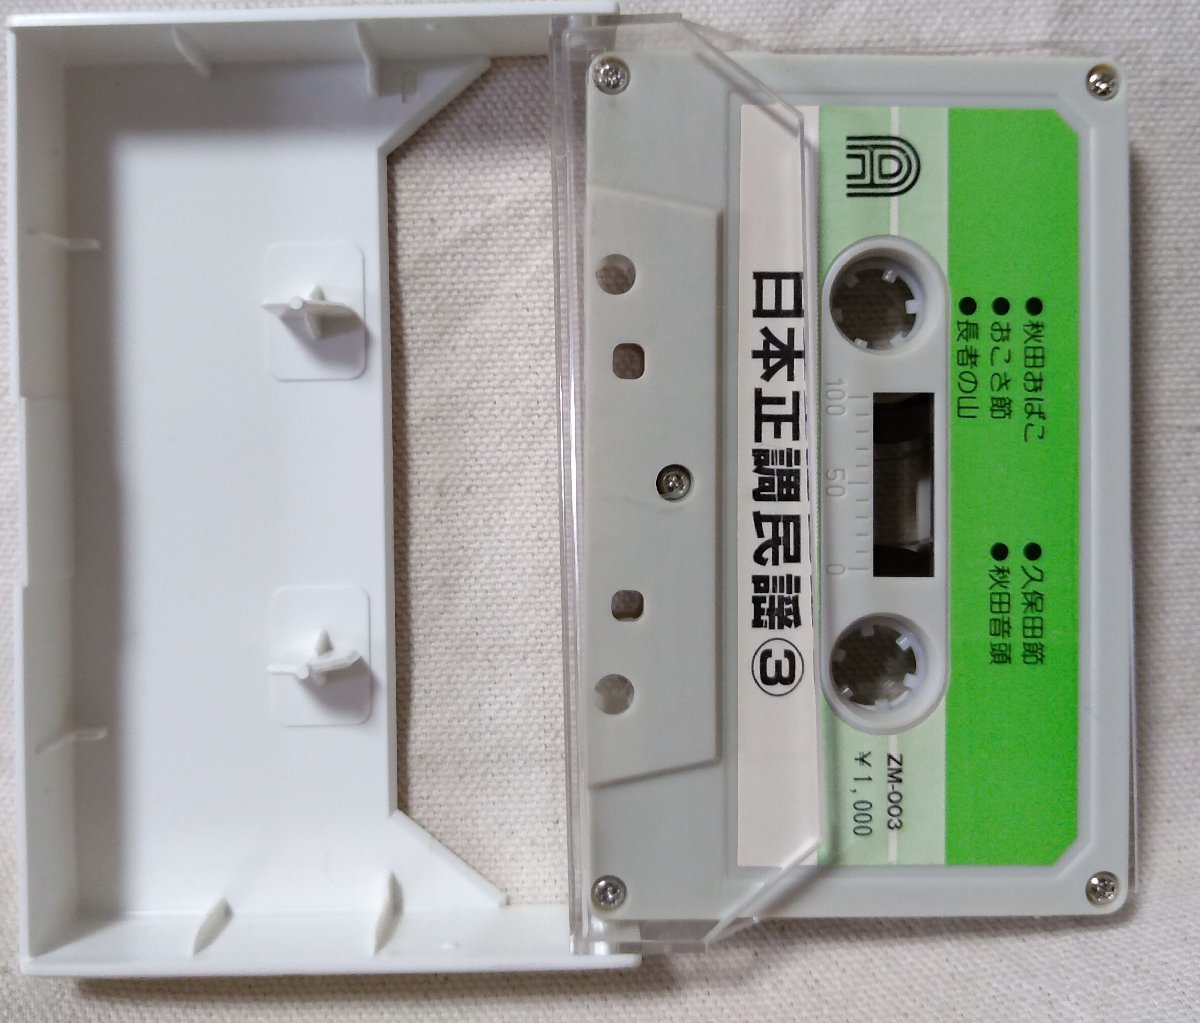 A
●秋田おばこ
●おこさ節
●長者の山
●久保田節
●秋田音頭
100 50 0
ZM-003
¥1,000
日本正調民謡③